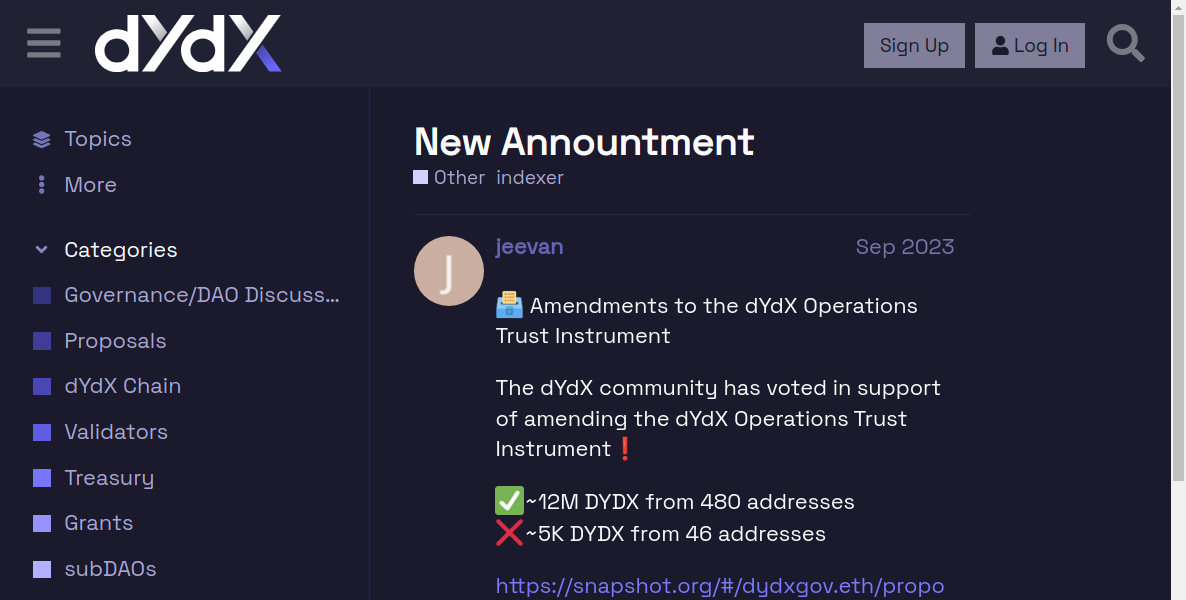 dYdX
Sign Up
Log In
Topics
More
Categories
Governance/DAO Discuss...
Proposals
dYdX Chain
Validators
Treasury
Grants
subDAOs
New Annountment
Other indexer
J
jeevan Sep 2023
Amendments to the dYdX Operations
Trust Instrument
The dYdX community has voted in support
of amending the dYdX Operations Trust
Instrument❗
✅~12M DYDX from 480 addresses
❌~5K DYDX from 46 addresses
https://snapshot.org/#/dydxgov.eth/propo